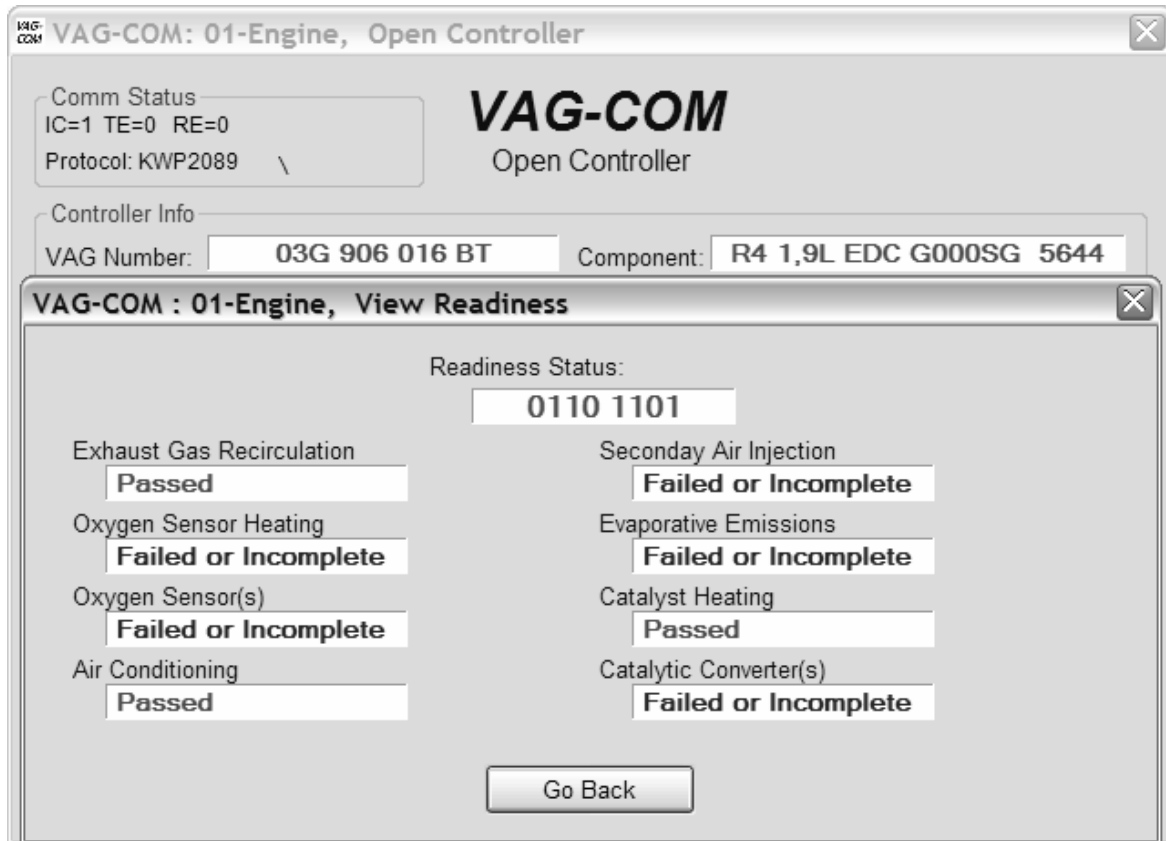 VAG-COM
VAG-COM: 01-Engine, Open Controller
Comm Status
IC=1 TE=0 RE=0
Protocol: KWP2089 \
VAG-COM
Open Controller
Controller Info
VAG Number: 03G 906 016 BT Component: R4 1,9L EDC G000SG 5644
VAG-COM : 01-Engine, View Readiness
Readiness Status:
0110 1101
Exhaust Gas Recirculation
Passed
Seconday Air Injection
Failed or Incomplete
Oxygen Sensor Heating
Failed or Incomplete
Evaporative Emissions
Failed or Incomplete
Oxygen Sensor(s)
Failed or Incomplete
Catalyst Heating
Passed
Air Conditioning
Passed
Catalytic Converter(s)
Failed or Incomplete
Go Back